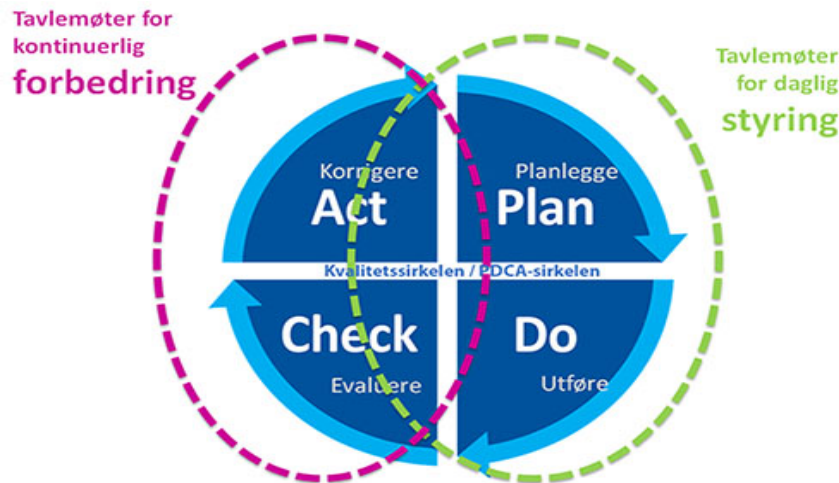 Tavlemøter for
kontinuerlig
forbedring
Tavlemøter
for daglig
styring
Korrigere
Act
Planlegge
Plan
Kvalitetssirkelen / PDCA-sirkelen
Check
Evaluere
Do
Utføre